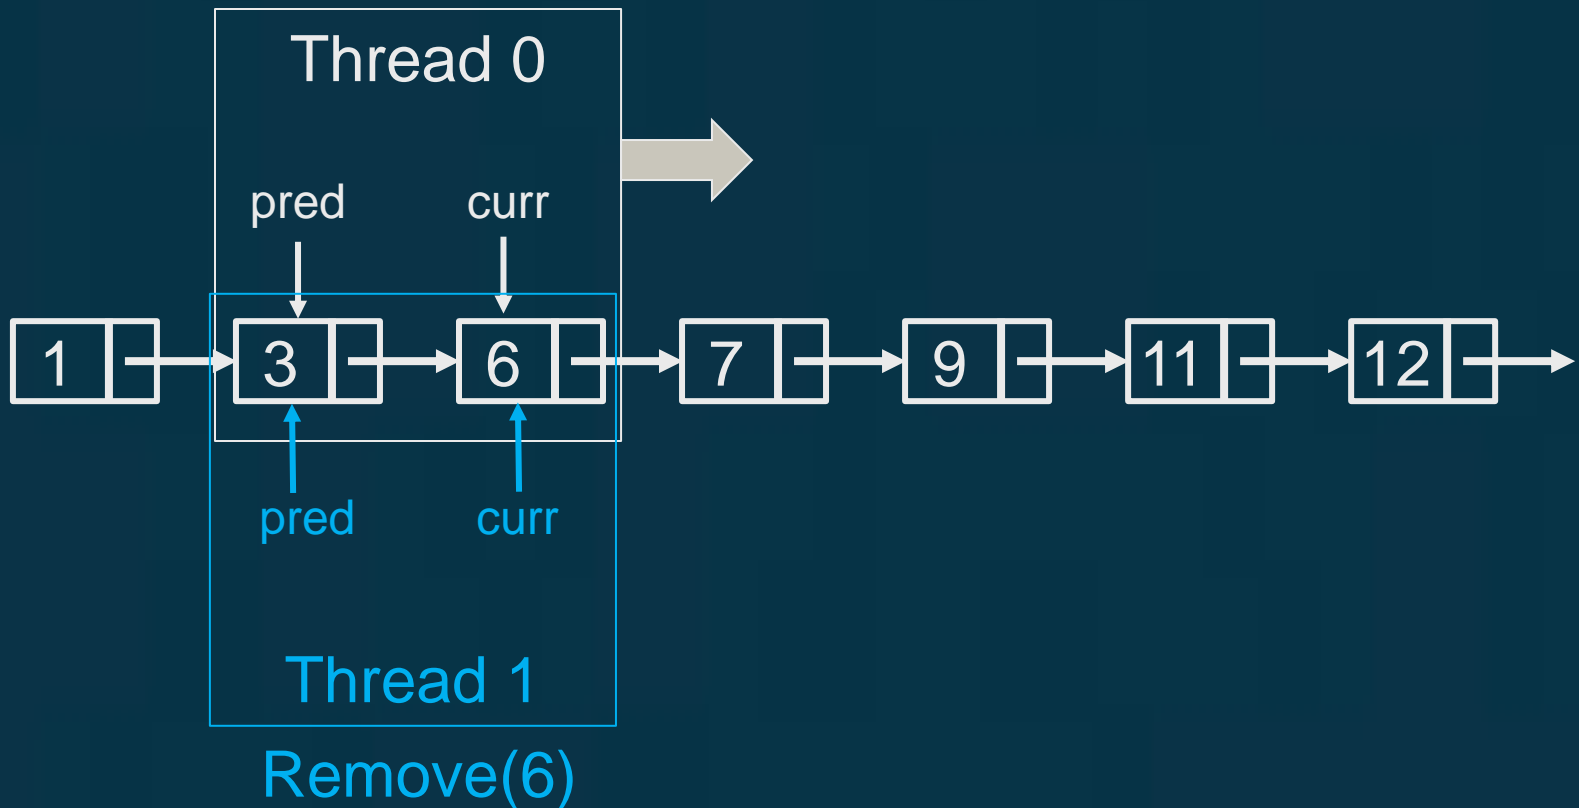 Thread 0
pred curr
1 3 6 7 9 11 12
pred curr
Thread 1
Remove(6)